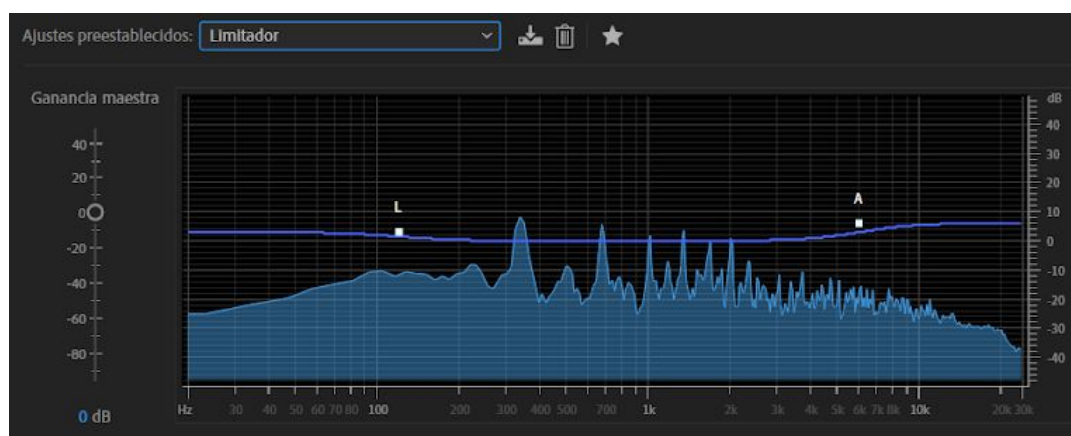 Ajustes preestablecidos: Limitador
Ganancia maestra
dB
40
20
0
-20
-40
-60
-80
0 dB
L
A
40
30
20
10
0
-10
-20
-30
-40
Hz 30 40 50 60 70 80 100 200 300 400 500 700 1k 2k 3k 4k 5k 6k 7k 8k 10k 20k 30k